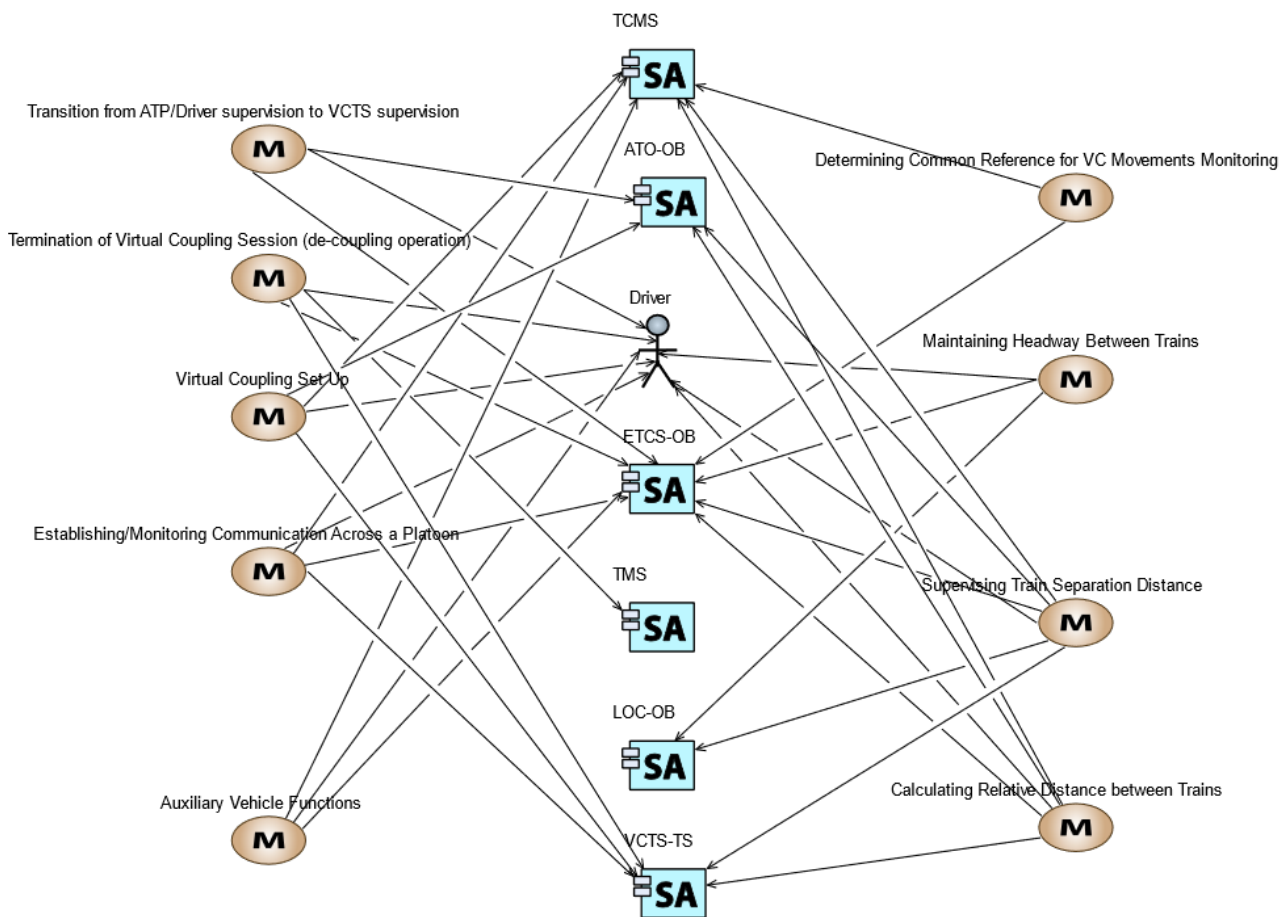 TCMS
SA
Transition from ATP/Driver supervision to VCTS supervision
M
ATO-OB
SA
Determining Common Reference for VC Movements Monitoring
M
Termination of Virtual Coupling Session (de-coupling operation)
M
Driver
Maintaining Headway Between Trains
M
Virtual Coupling Set Up
M
ETCS-OB
SA
Establishing/Monitoring Communication Across a Platoon
M
TMS
SA
Supervising Train Separation Distance
M
LOC-OB
SA
Auxiliary Vehicle Functions
M
Calculating Relative Distance between Trains
M
VCTS-TS
SA